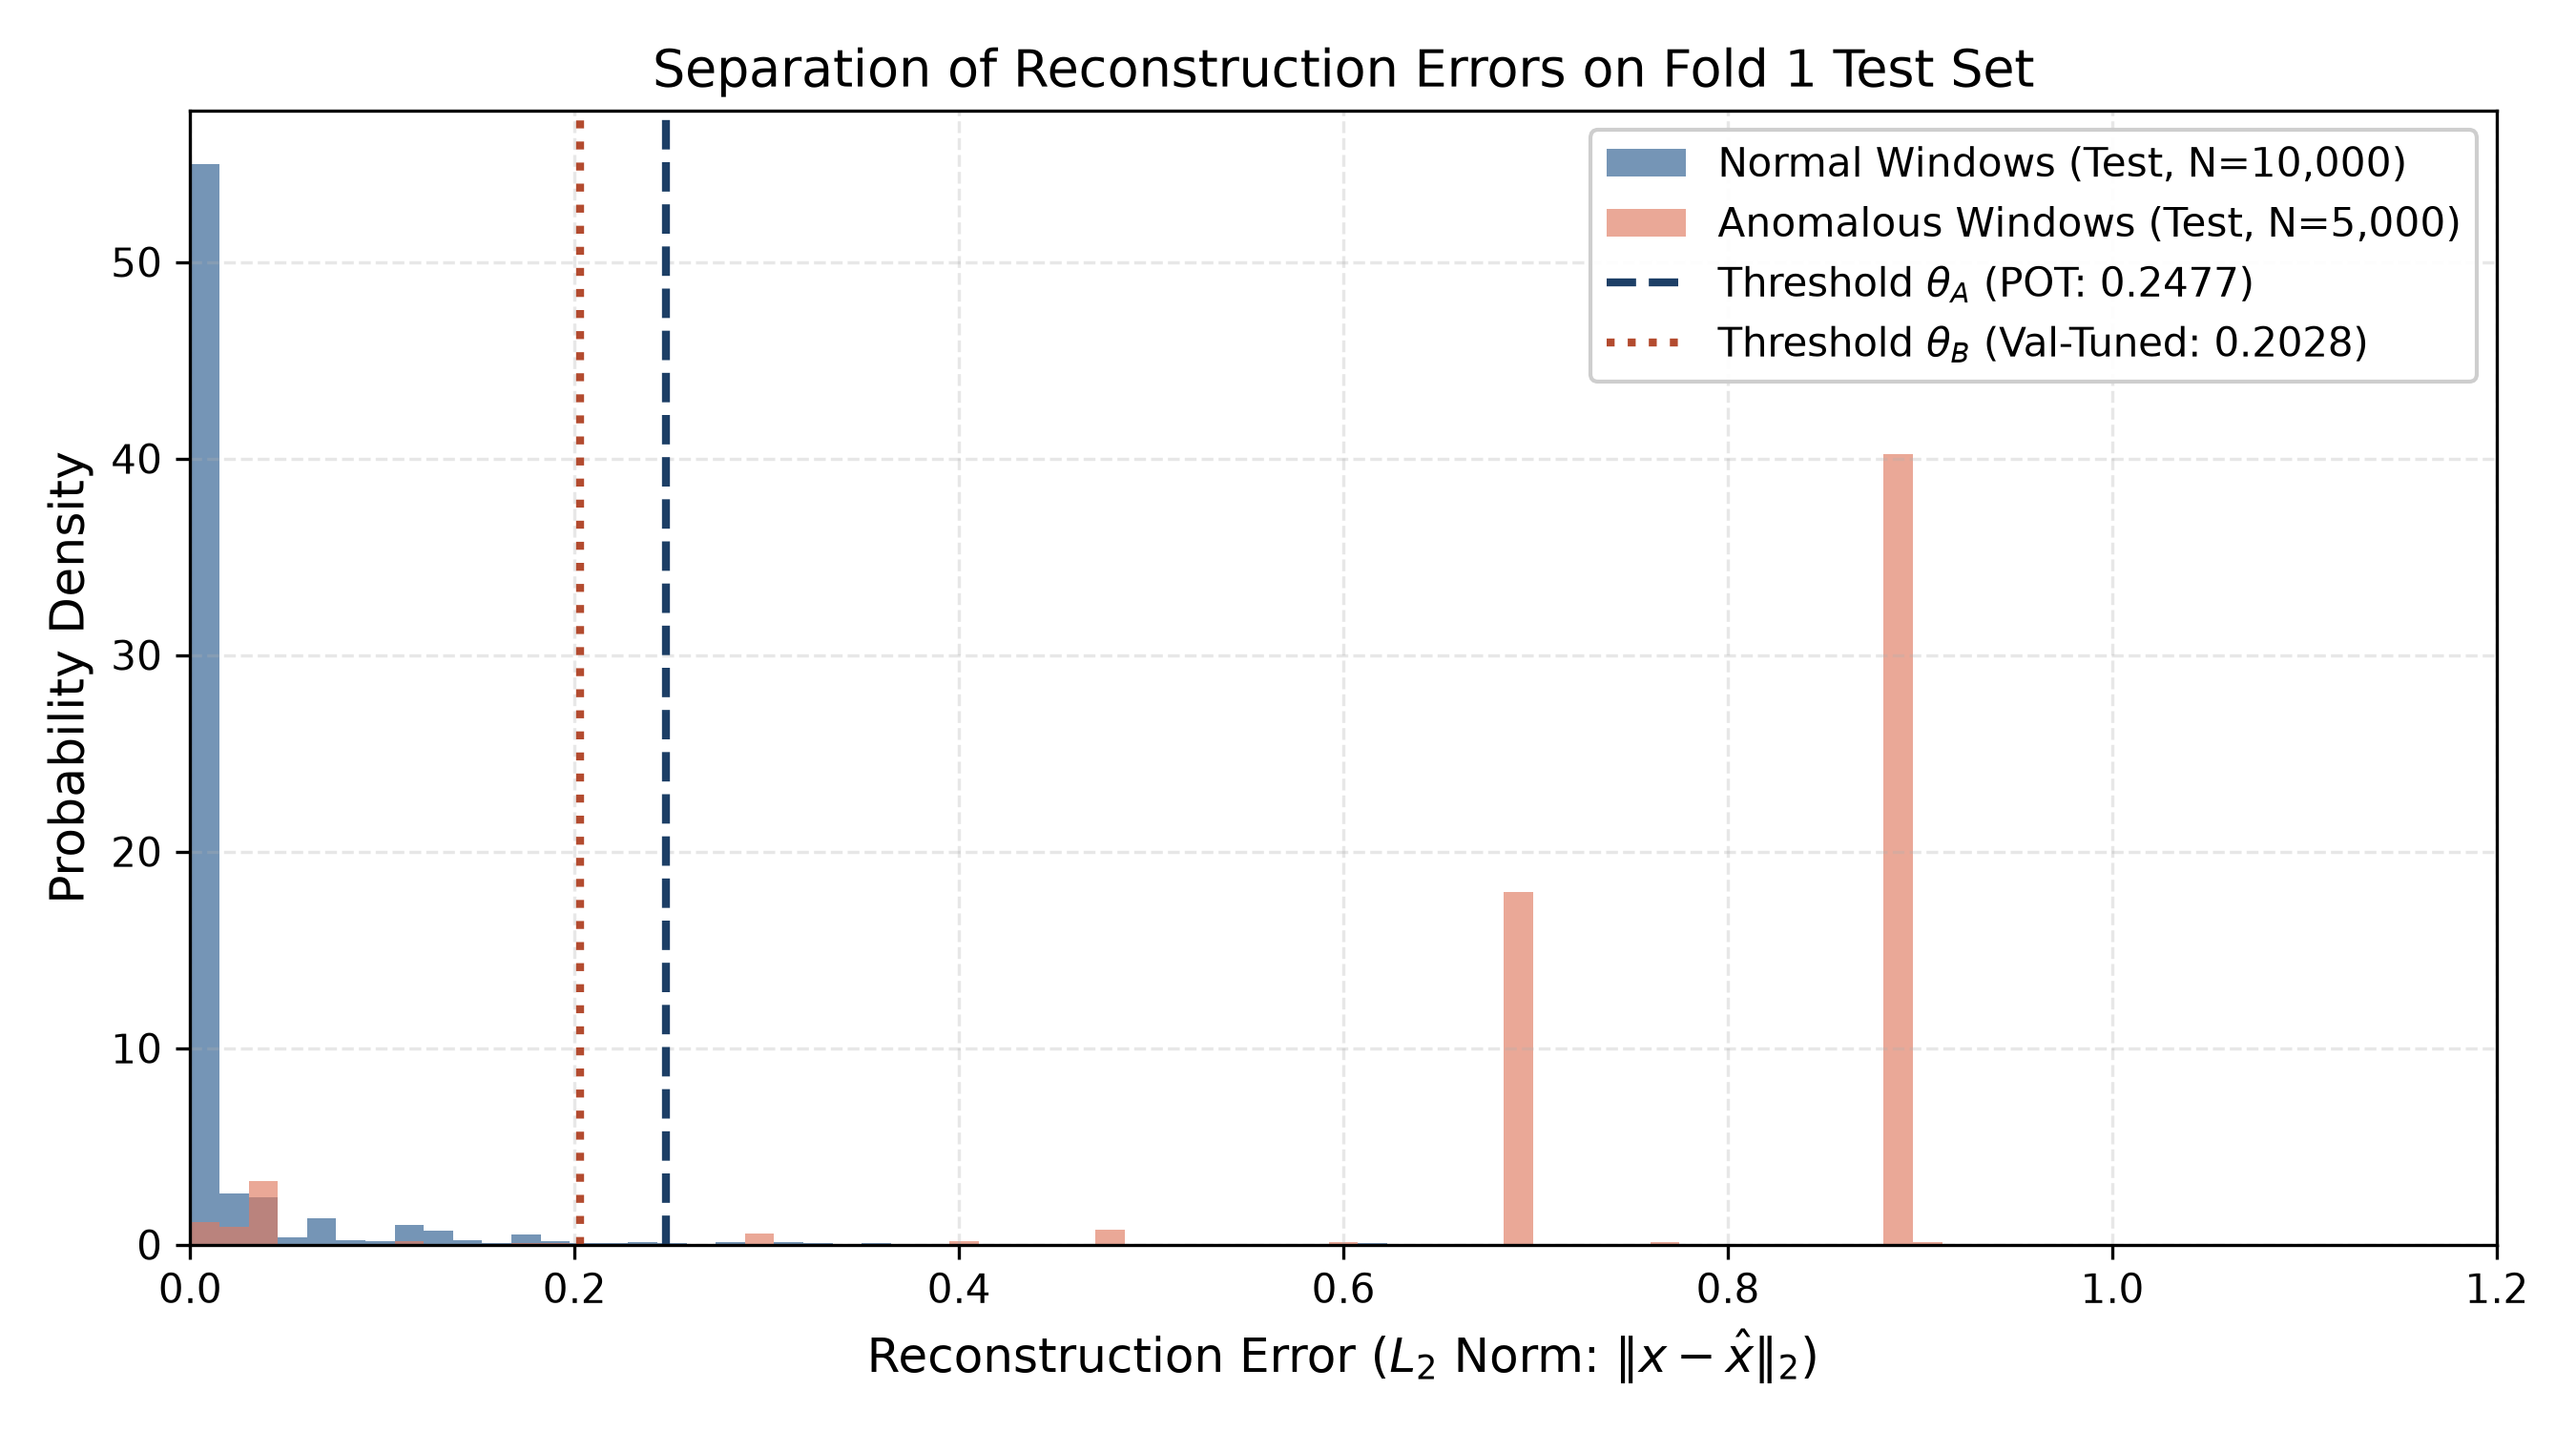 Separation of Reconstruction Errors on Fold 1 Test Set
Normal Windows (Test, N=10,000)
Anomalous Windows (Test, N=5,000)
Threshold θ_A (POT: 0.2477)
Threshold θ_B (Val-Tuned: 0.2028)
Probability Density
50
40
30
20
10
0
0.0 0.2 0.4 0.6 0.8 1.0 1.2
Reconstruction Error (L₂ Norm: ‖x − x̂‖₂)